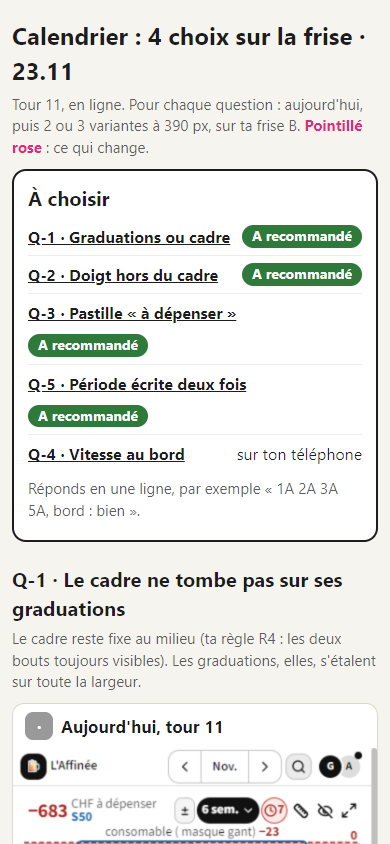 Calendrier : 4 choix sur la frise ·
23.11
Tour 11, en ligne. Pour chaque question : aujourd'hui,
puis 2 ou 3 variantes à 390 px, sur ta frise B. Pointillé
rose : ce qui change.
À choisir
Q-1 · Graduations ou cadre A recommandé
Q-2 · Doigt hors du cadre A recommandé
Q-3 · Pastille « à dépenser »
A recommandé
Q-5 · Période écrite deux fois
A recommandé
Q-4 · Vitesse au bord sur ton téléphone
Réponds en une ligne, par exemple « 1A 2A 3A
5A, bord : bien ».
Q-1 · Le cadre ne tombe pas sur ses
graduations
Le cadre reste fixe au milieu (ta règle R4 : les deux
bouts toujours visibles). Les graduations, elles, s'étalent
sur toute la largeur.
Aujourd'hui, tour 11
L'Affinée Nov. G A
−683 CHF à dépenser ± 6 sem. 7
S50
consomable ( masque gant) −23
0